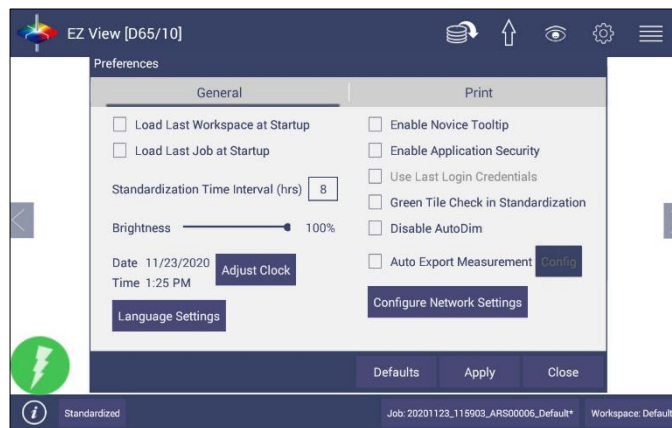 EZ View [D65/10]
Preferences
General
Print
Load Last Workspace at Startup
Load Last Job at Startup
Standardization Time Interval (hrs) 8
Brightness 100%
Date 11/23/2020
Time 1:25 PM
Adjust Clock
Language Settings
Enable Novice Tooltip
Enable Application Security
Use Last Login Credentials
Green Tile Check in Standardization
Disable AutoDim
Auto Export Measurement Config
Configure Network Settings
Defaults Apply Close
i Standardized Job: 20201123_115903_ARS00006_Default* Workspace: Default